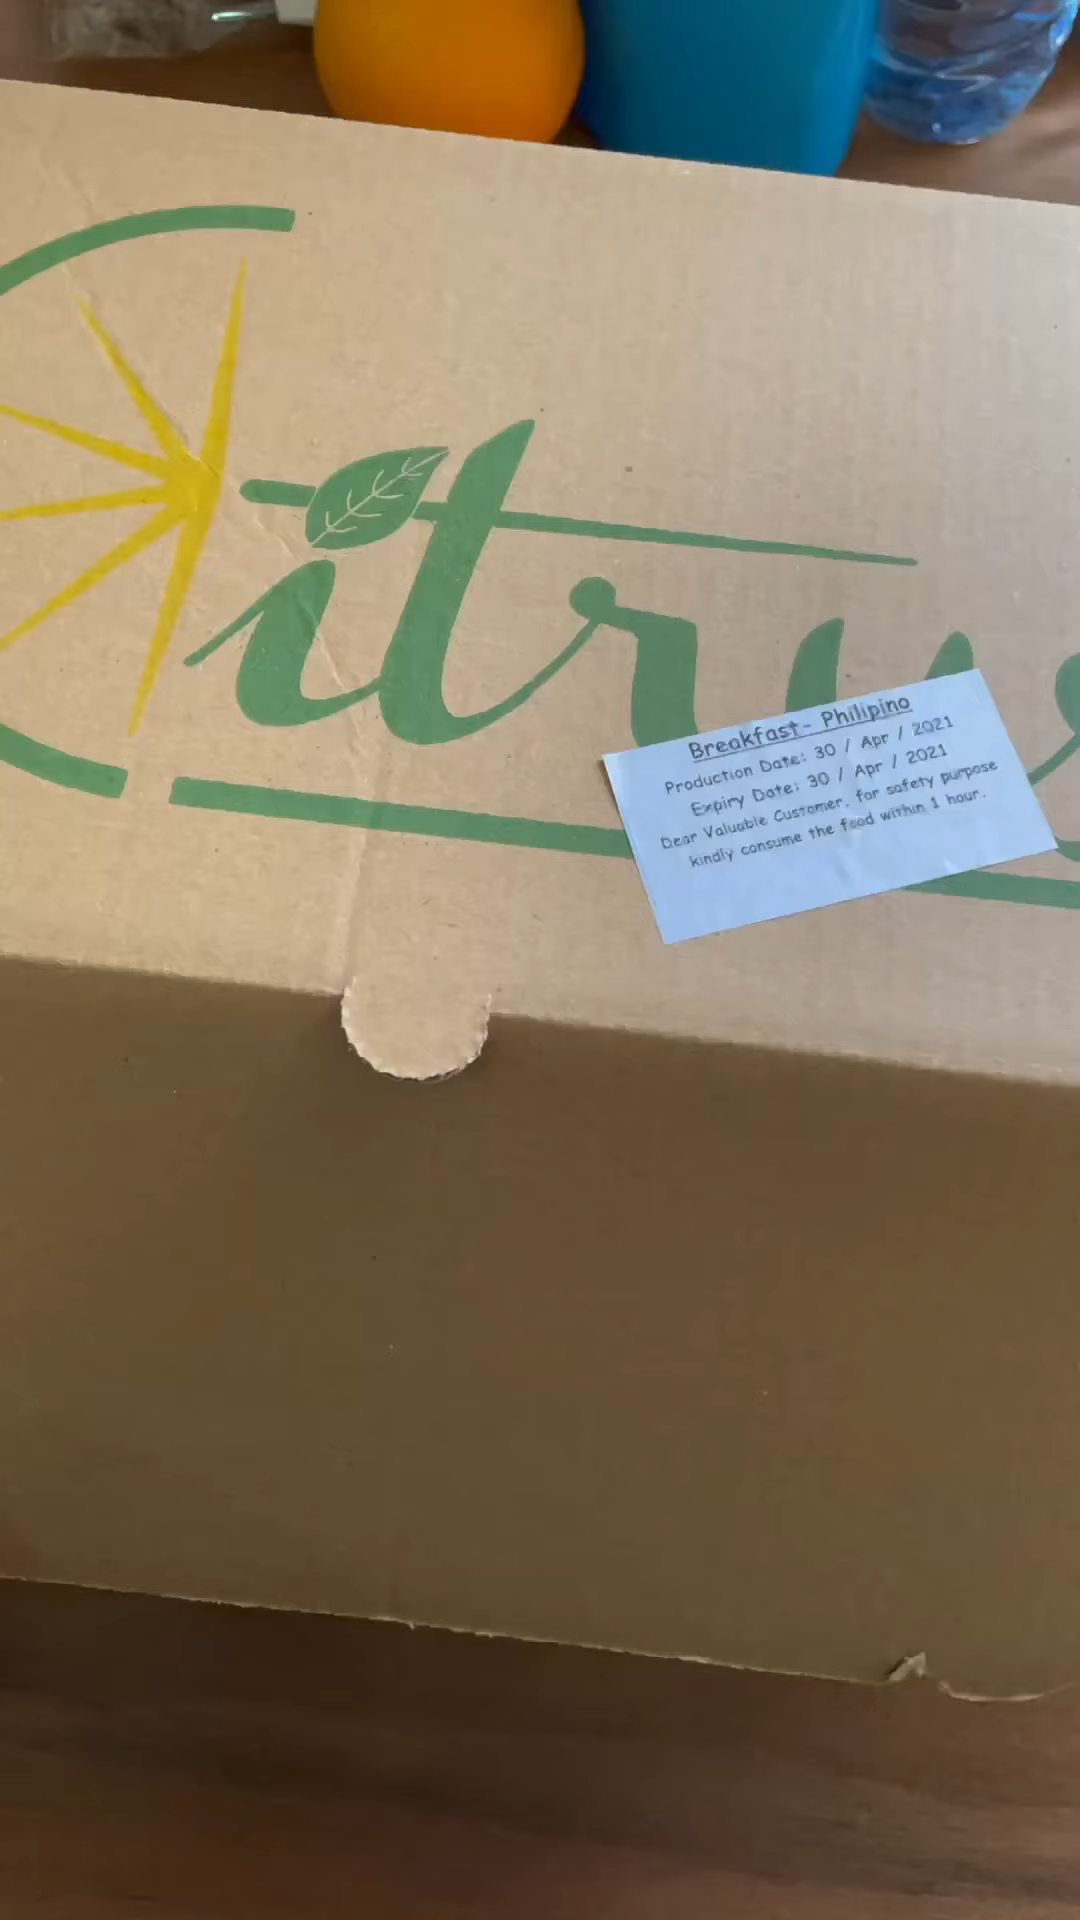 Citrus
Breakfast - Philipino
Production Date: 30 / Apr / 2021
Expiry Date: 30 / Apr / 2021
Dear Valuable Customer, for safety purpose
kindly consume the food within 1 hour.